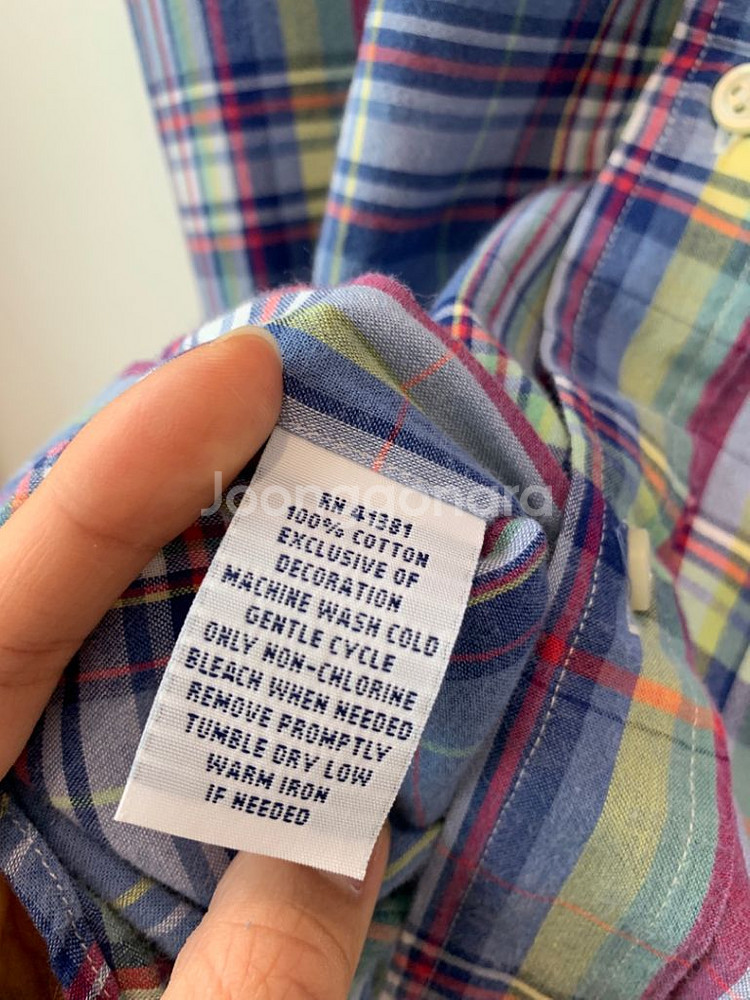 RN 41381
100% COTTON
EXCLUSIVE OF
DECORATION
MACHINE WASH COLD
GENTLE CYCLE
ONLY NON-CHLORINE
BLEACH WHEN NEEDED
REMOVE PROMPTLY
TUMBLE DRY LOW
WARM IRON
IF NEEDED
Joonggonara